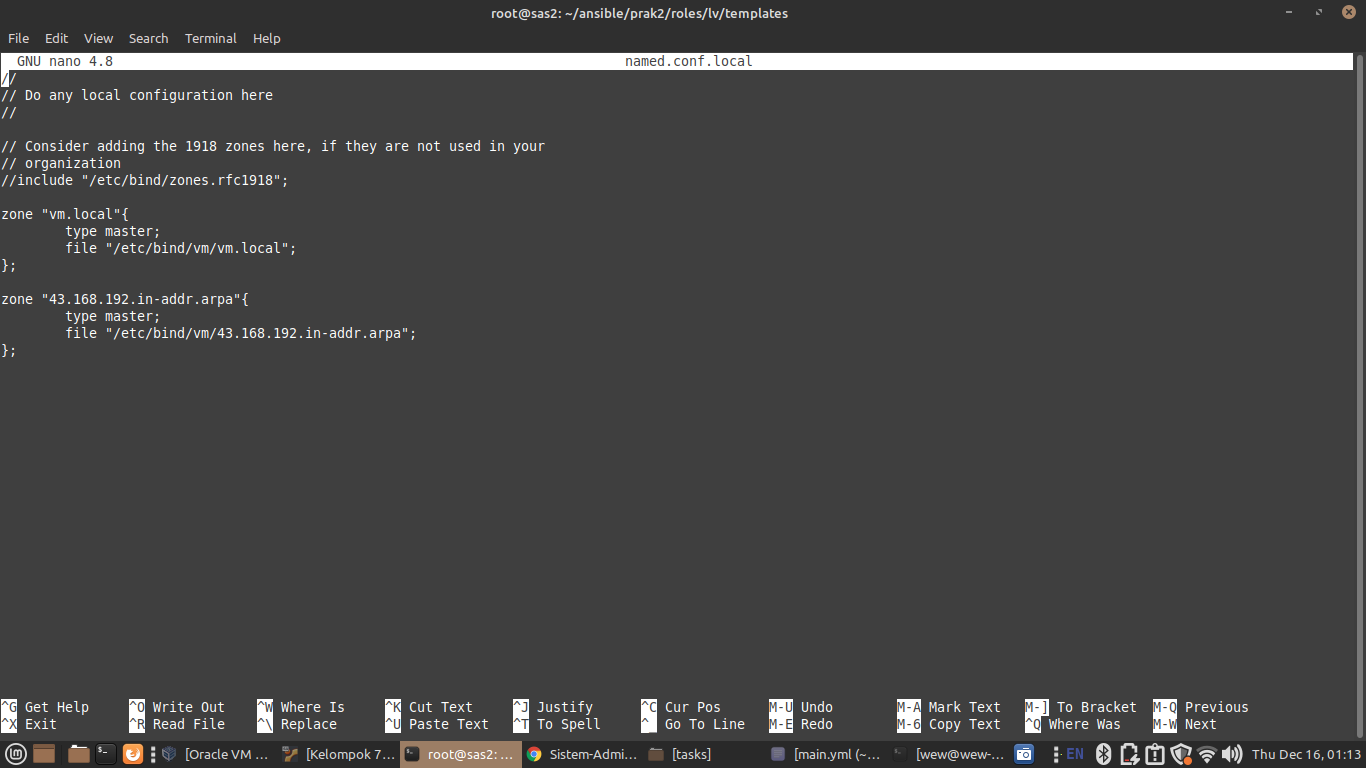 root@sas2: ~/ansible/prak2/roles/lv/templates
File Edit View Search Terminal Help
GNU nano 4.8 named.conf.local
//
// Do any local configuration here
//
// Consider adding the 1918 zones here, if they are not used in your
// organization
//include "/etc/bind/zones.rfc1918";
zone "vm.local"{
type master;
file "/etc/bind/vm/vm.local";
};
zone "43.168.192.in-addr.arpa"{
type master;
file "/etc/bind/vm/43.168.192.in-addr.arpa";
};
^G Get Help ^O Write Out ^W Where Is ^K Cut Text ^J Justify ^C Cur Pos M-U Undo M-A Mark Text M-] To Bracket M-Q Previous
^X Exit ^R Read File ^\ Replace ^U Paste Text ^T To Spell ^_ Go To Line M-E Redo M-6 Copy Text ^Q Where Was M-W Next
[Oracle VM ... [Kelompok 7... root@sas2: ... Sistem-Admi... [tasks] [main.yml (~... [wew@wew-... EN Thu Dec 16, 01:13